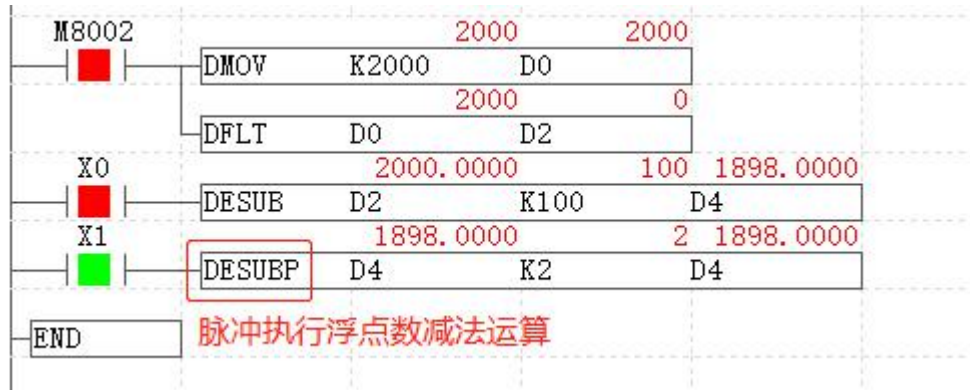 M8002 2000 2000
DMOV K2000 D0
2000 0
DFLT D0 D2
X0 2000.0000 100 1898.0000
DESUB D2 K100 D4
X1 1898.0000 2 1898.0000
DESUBP D4 K2 D4
END 脉冲执行浮点数减法运算